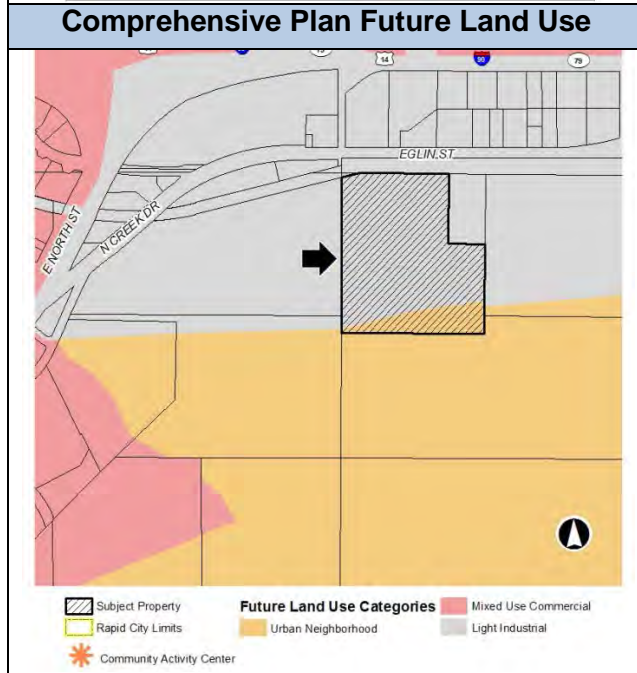 Comprehensive Plan Future Land Use
14
90
79
EGLIN ST
E NORTH ST
N CREEK DR
Subject Property
Future Land Use Categories
Mixed Use Commercial
Rapid City Limits
Urban Neighborhood
Light Industrial
Community Activity Center